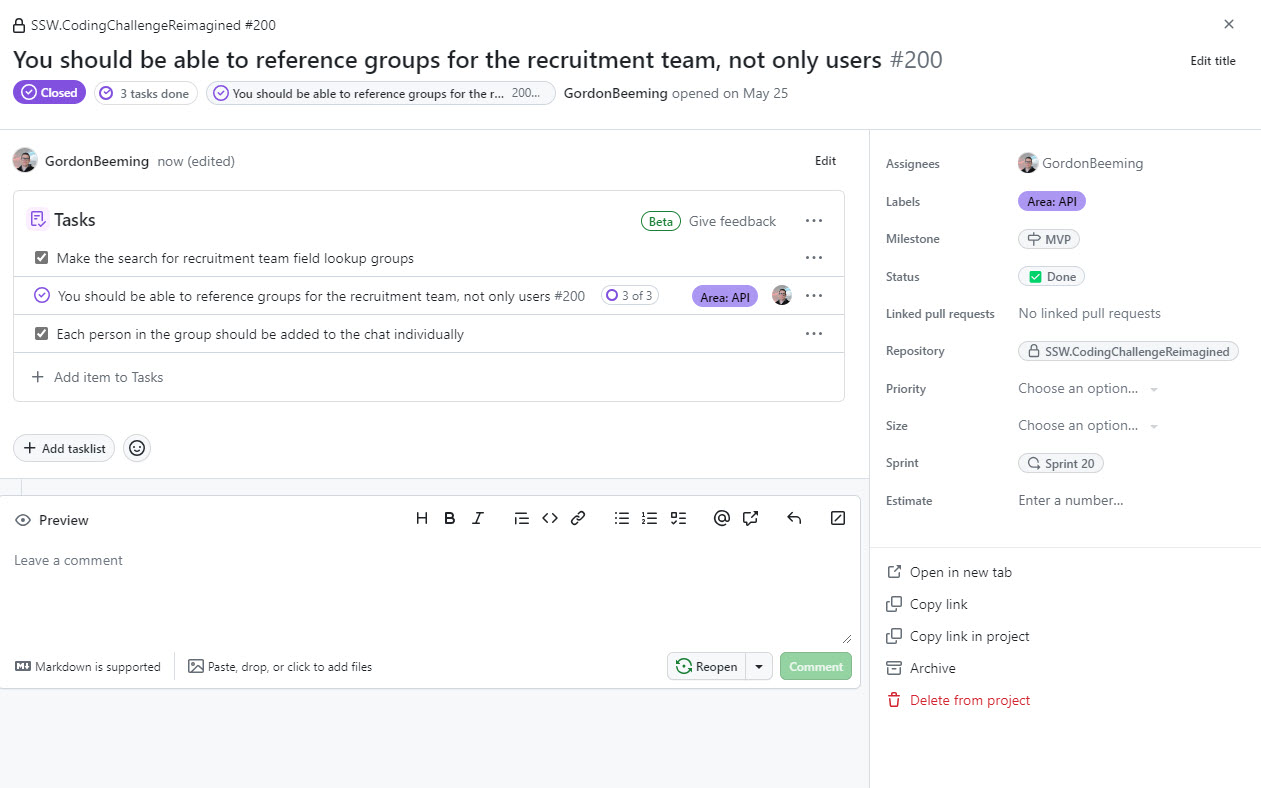 SSW.CodingChallengeReimagined #200
You should be able to reference groups for the recruitment team, not only users #200
Edit title
Closed
3 tasks done
You should be able to reference groups for the r... 200...
GordonBeeming opened on May 25
GordonBeeming now (edited)
Edit
Tasks
Beta
Give feedback
Make the search for recruitment team field lookup groups
You should be able to reference groups for the recruitment team, not only users #200
3 of 3
Area: API
Each person in the group should be added to the chat individually
Add item to Tasks
Add tasklist
Preview
Leave a comment
Markdown is supported
Paste, drop, or click to add files
Reopen
Comment
Assignees
GordonBeeming
Labels
Area: API
Milestone
MVP
Status
Done
Linked pull requests
No linked pull requests
Repository
SSW.CodingChallengeReimagined
Priority
Choose an option...
Size
Choose an option...
Sprint
Sprint 20
Estimate
Enter a number...
Open in new tab
Copy link
Copy link in project
Archive
Delete from project